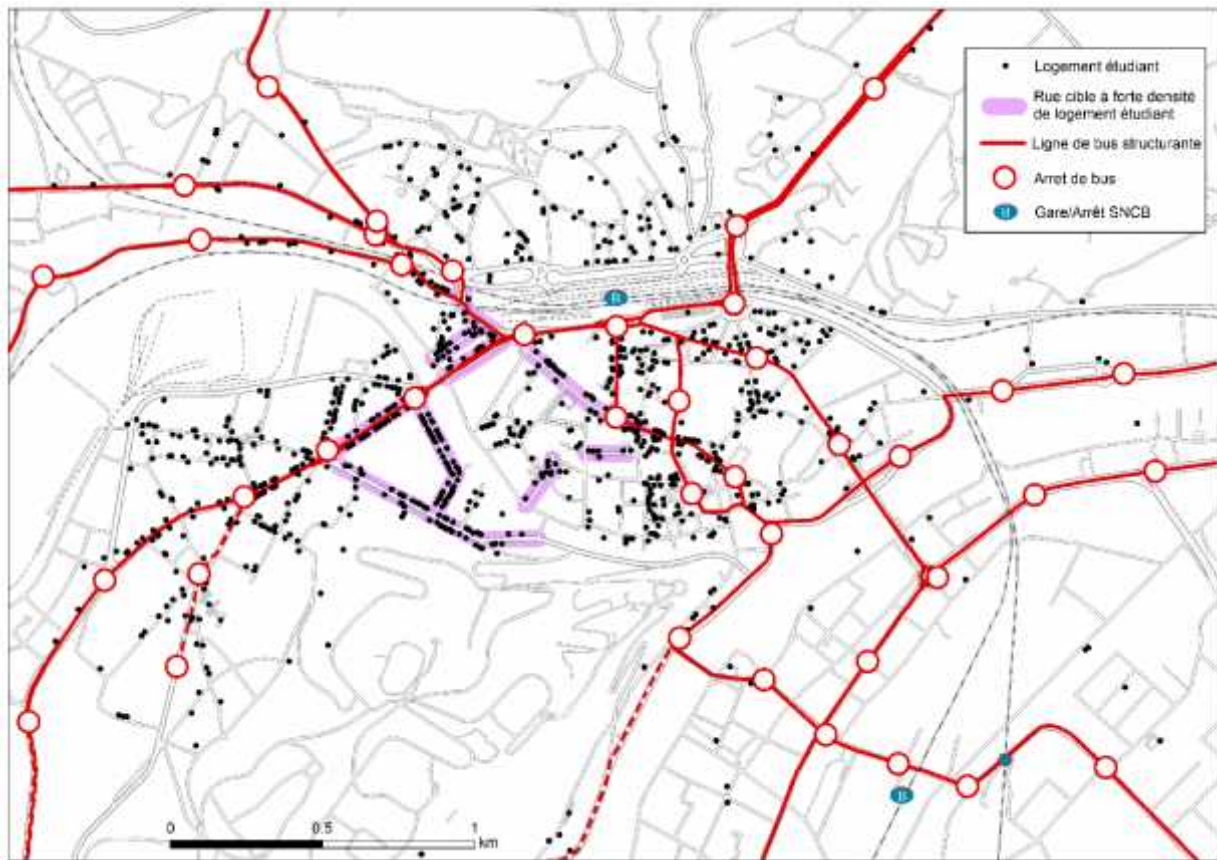 Logement étudiant
Rue cible à forte densité
de logement étudiant
Ligne de bus structurante
Arret de bus
B
Gare/Arrêt SNCB
B
B
0
0.5
1
km